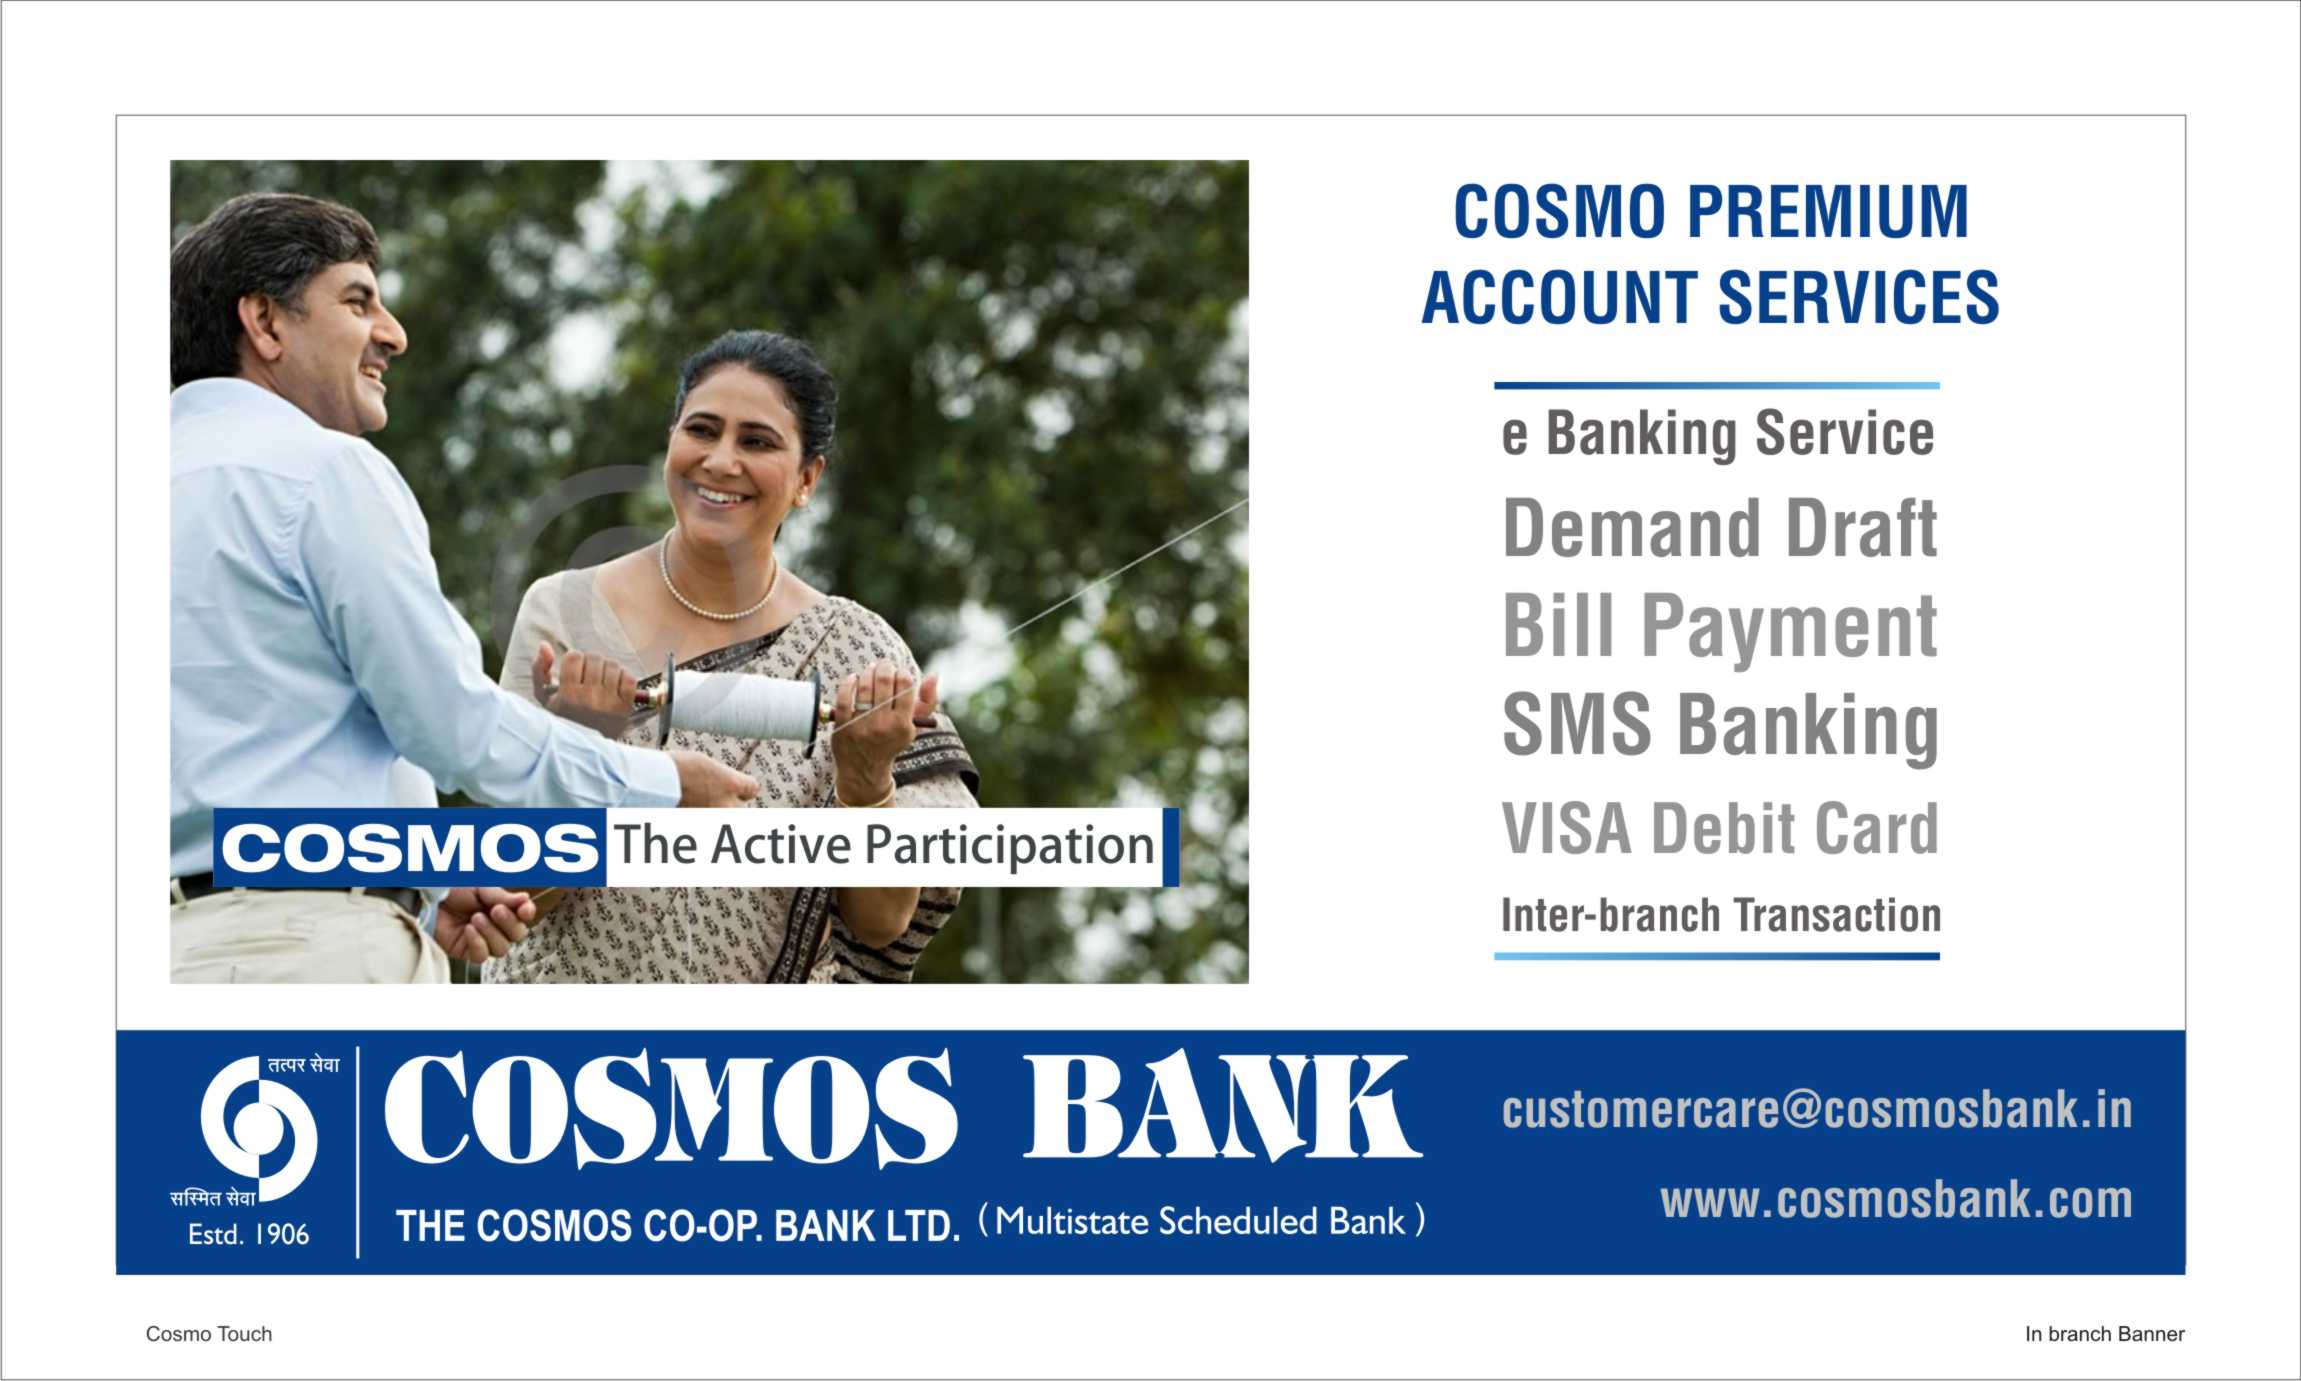 COSMO PREMIUM
ACCOUNT SERVICES
e Banking Service
Demand Draft
Bill Payment
SMS Banking
VISA Debit Card
Inter-branch Transaction
COSMOS The Active Participation
तत्पर सेवा
सस्मित सेवा
Estd. 1906
COSMOS BANK
THE COSMOS CO-OP. BANK LTD. (Multistate Scheduled Bank)
customercare@cosmosbank.in
www.cosmosbank.com
Cosmo Touch
In branch Banner